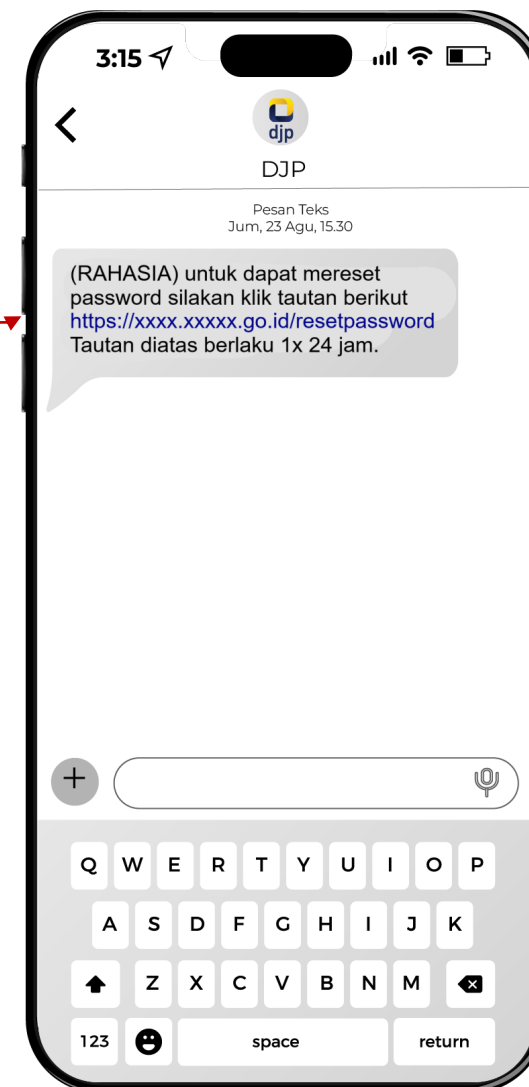 3:15
djp
DJP
Pesan Teks
Jum, 23 Agu, 15.30
(RAHASIA) untuk dapat mereset
password silakan klik tautan berikut
https://xxxx.xxxxx.go.id/resetpassword
Tautan diatas berlaku 1x 24 jam.
Q W E R T Y U I O P
A S D F G H I J K
Z X C V B N M
123 space return